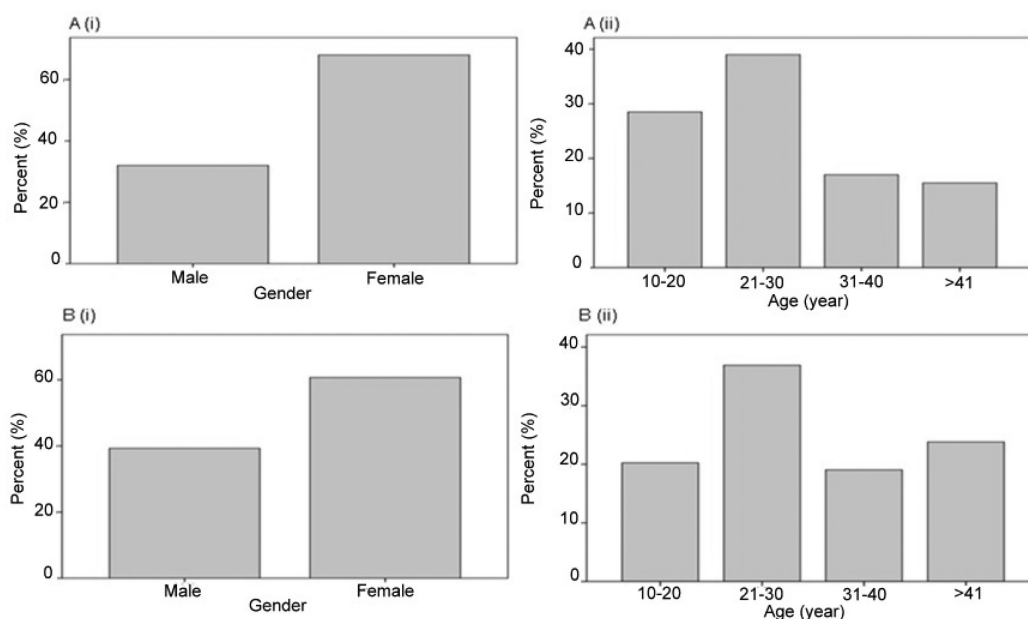 A (i)
Percent (%)
60
40
20
0
Male
Female
Gender
A (ii)
Percent (%)
40
30
20
10
0
10-20
21-30
31-40
>41
Age (year)
B (i)
Percent (%)
60
40
20
0
Male
Female
Gender
B (ii)
Percent (%)
40
30
20
10
0
10-20
21-30
31-40
>41
Age (year)